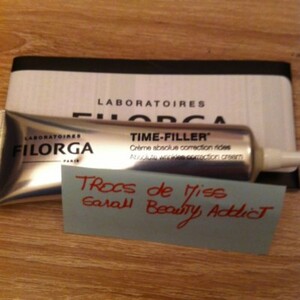 LABORATOIRES
FILORGA
LABORATOIRES
FILORGA
PARIS
TIME-FILLER
Crème absolue correction rides
Absolute wrinkles correction cream
TROCS de Miss
Sarah Beauty Addict